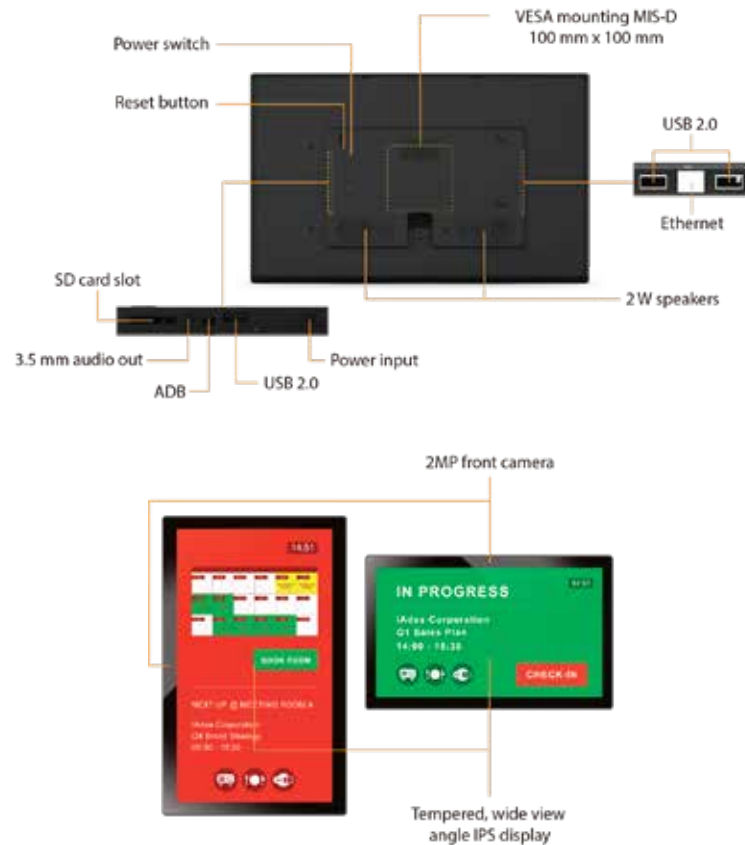 VESA mounting MIS-D
100 mm x 100 mm
Power switch
Reset button
USB 2.0
Ethernet
SD card slot
2 W speakers
3.5 mm audio out
Power input
ADB
USB 2.0
2MP front camera
IN PROGRESS
iAdea Corporation
Q1 Sales Plan
14:00 - 15:30
CHECK-IN
BOOK ROOM
NEXT UP @ MEETING ROOM A
iAdea Corporation
Tempered, wide view
angle IPS display